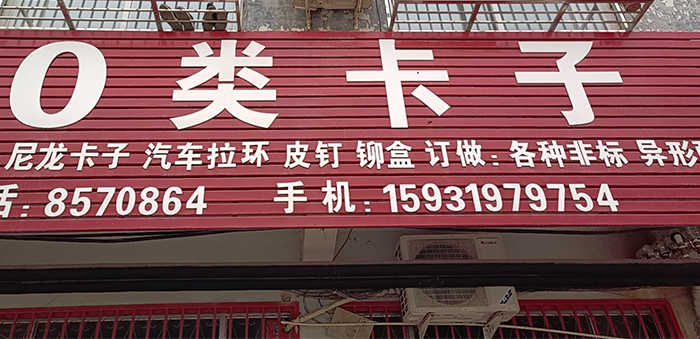 O类卡子
尼龙卡子 汽车拉环 皮钉 铆盒 订做:各种非标 异形
话:8570864 手机:15931979754